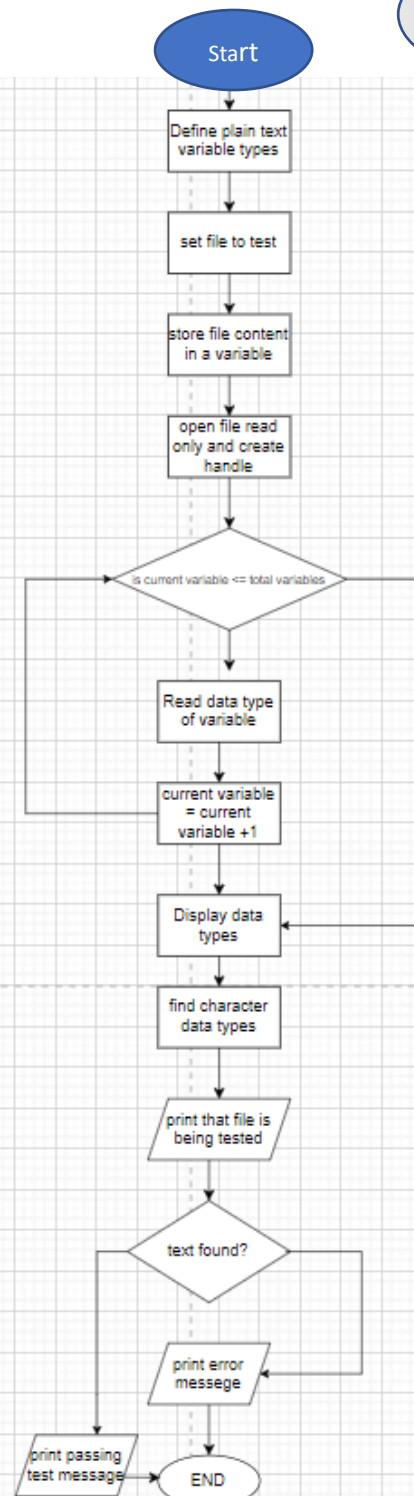 Start
Define plain text
variable types
set file to test
store file content
in a variable
open file read
only and create
handle
is current variable <= total variables
Read data type
of variable
current variable
= current
variable +1
Display data
types
find character
data types
print that file is
being tested
text found?
print error
messege
print passing
test message
END